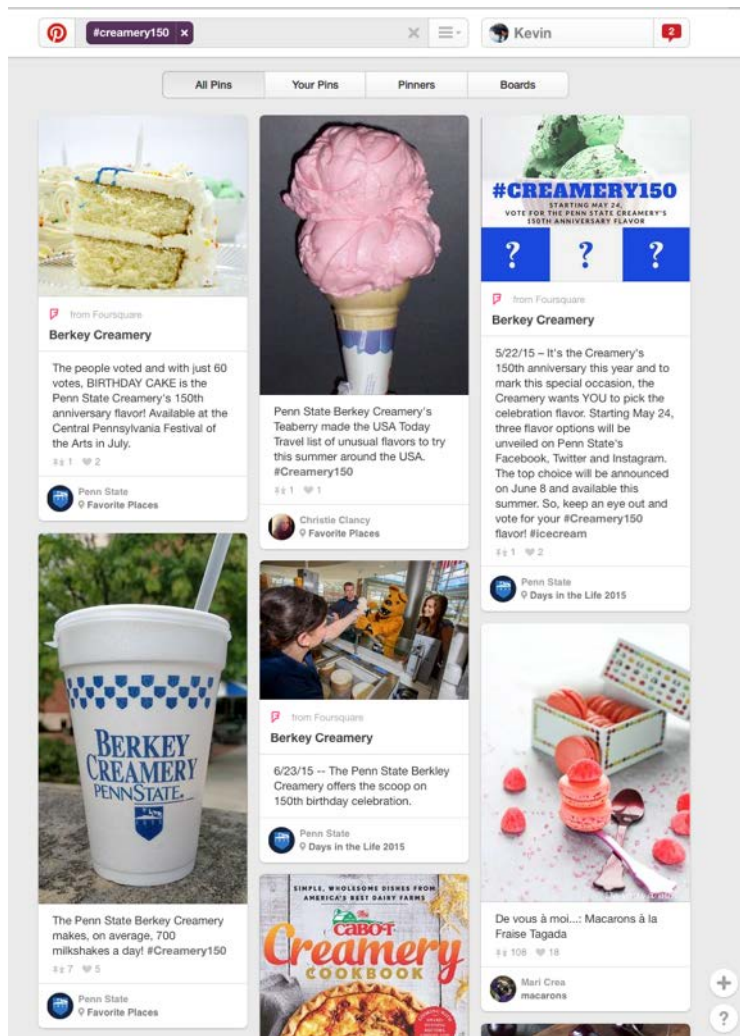 #creamery150 ×
×
Kevin
2
All Pins
Your Pins
Pinners
Boards
from Foursquare
Berkey Creamery
The people voted and with just 60
votes, BIRTHDAY CAKE is the
Penn State Creamery's 150th
anniversary flavor! Available at the
Central Pennsylvania Festival of
the Arts in July.
1 2
Penn State
Favorite Places
BERKEY
CREAMERY
PENNSTATE.
The Penn State Berkey Creamery
makes, on average, 700
milkshakes a day! #Creamery150
7 5
Penn State
Favorite Places
Penn State Berkey Creamery's
Teaberry made the USA Today
Travel list of unusual flavors to try
this summer around the USA.
#Creamery150
1 1
Christie Clancy
Favorite Places
from Foursquare
Berkey Creamery
6/23/15 -- The Penn State Berkley
Creamery offers the scoop on
150th birthday celebration.
Penn State
Days in the Life 2015
SIMPLE, WHOLESOME DISHES FROM
AMERICA'S BEST DAIRY FARMS
The
CABOT
Creamery
COOKBOOK
#CREAMERY150
STARTING MAY 24,
VOTE FOR THE PENN STATE CREAMERY'S
150TH ANNIVERSARY FLAVOR
? ? ?
from Foursquare
Berkey Creamery
5/22/15 – It's the Creamery's
150th anniversary this year and to
mark this special occasion, the
Creamery wants YOU to pick the
celebration flavor. Starting May 24,
three flavor options will be
unveiled on Penn State's
Facebook, Twitter and Instagram.
The top choice will be announced
on June 8 and available this
summer. So, keep an eye out and
vote for your #Creamery150
flavor! #icecream
1 2
Penn State
Days in the Life 2015
De vous à moi...: Macarons à la
Fraise Tagada
108 18
Mari Crea
macarons
+
?